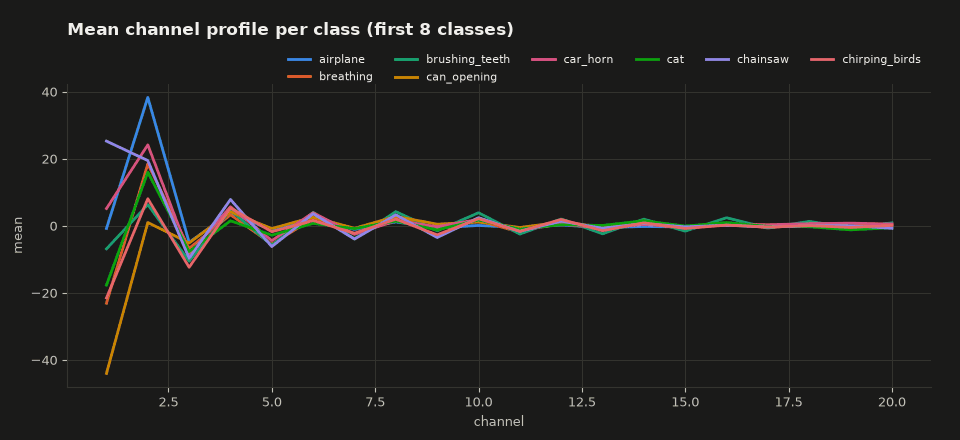 Mean channel profile per class (first 8 classes)
airplane brushing_teeth car_horn cat chainsaw chirping_birds
breathing can_opening
40
20
0
−20
−40
mean
2.5 5.0 7.5 10.0 12.5 15.0 17.5 20.0
channel